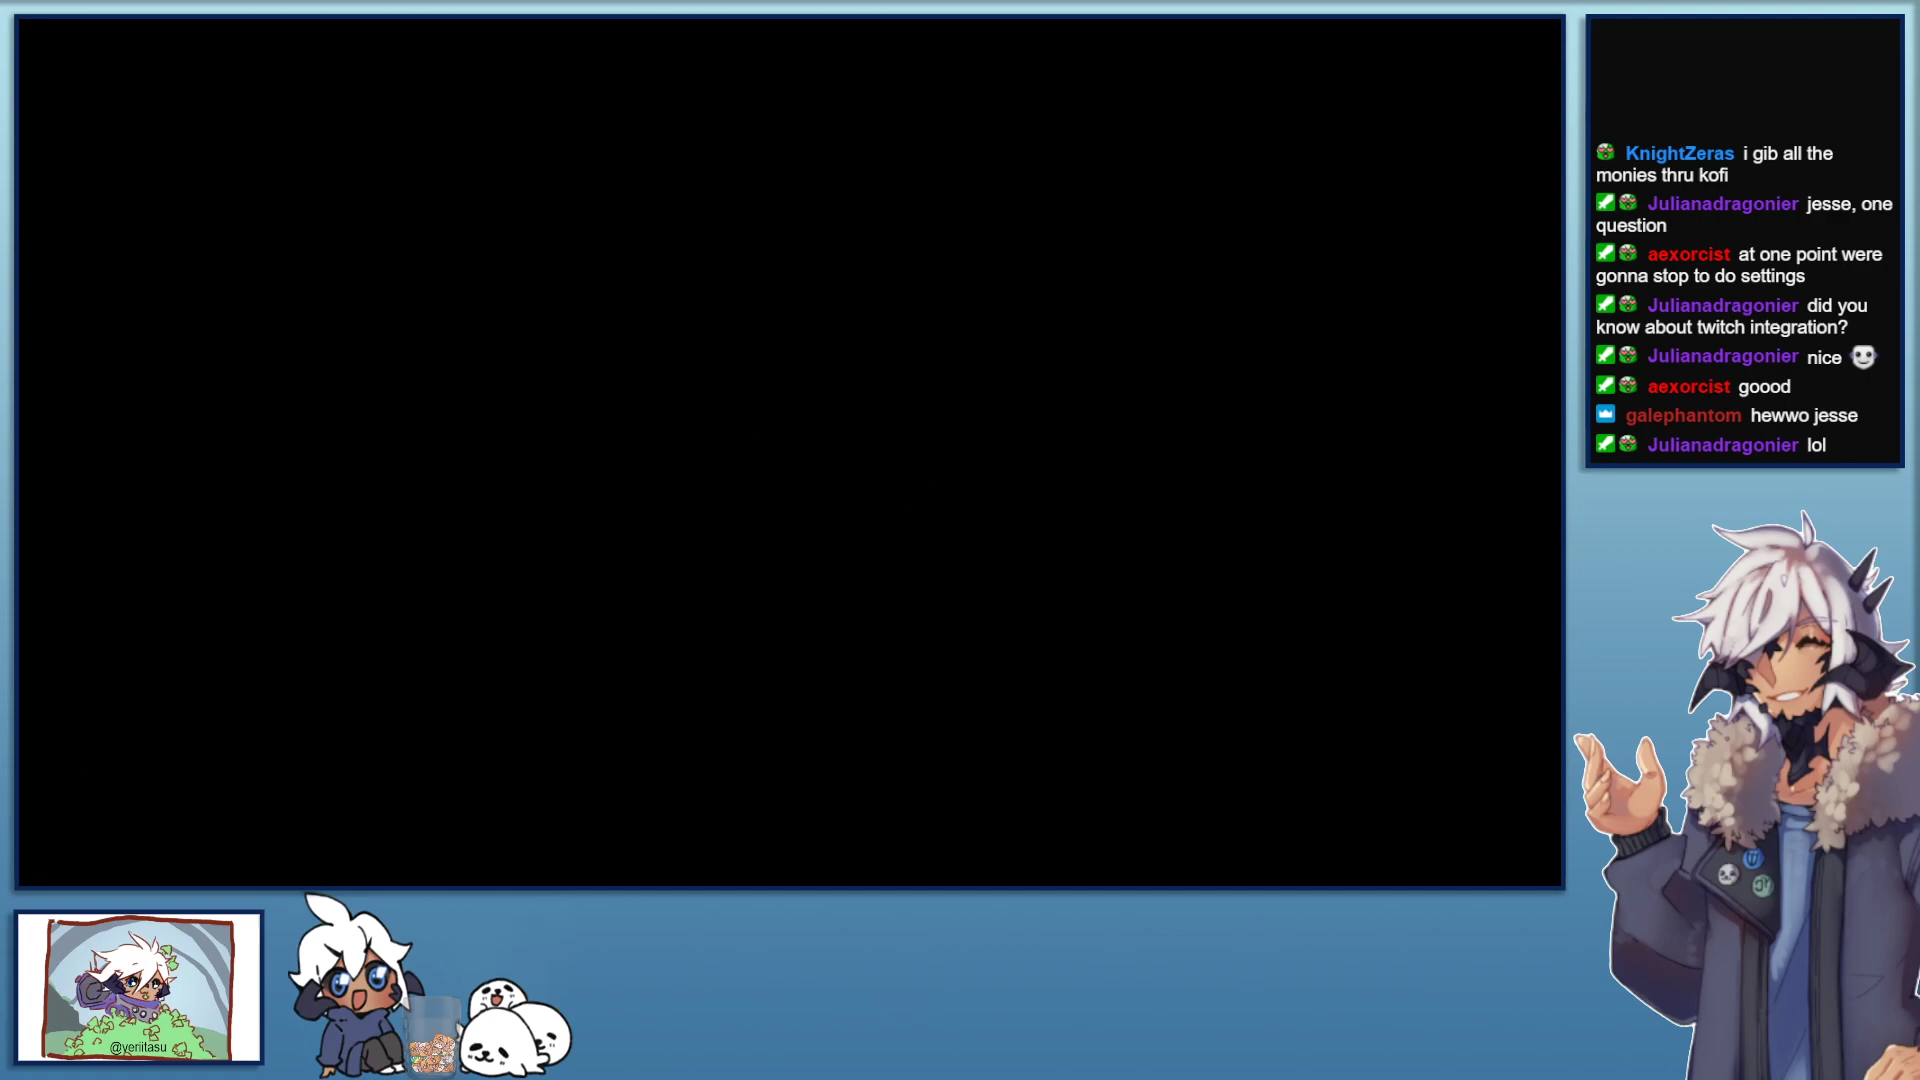 KnightZeras i gib all the
monies thru kofi
Julianadragonier jesse, one
question
aexorcist at one point were
gonna stop to do settings
Julianadragonier did you
know about twitch integration?
Julianadragonier nice
aexorcist goood
galephantom hewwo jesse
Julianadragonier lol
@yeriitasu